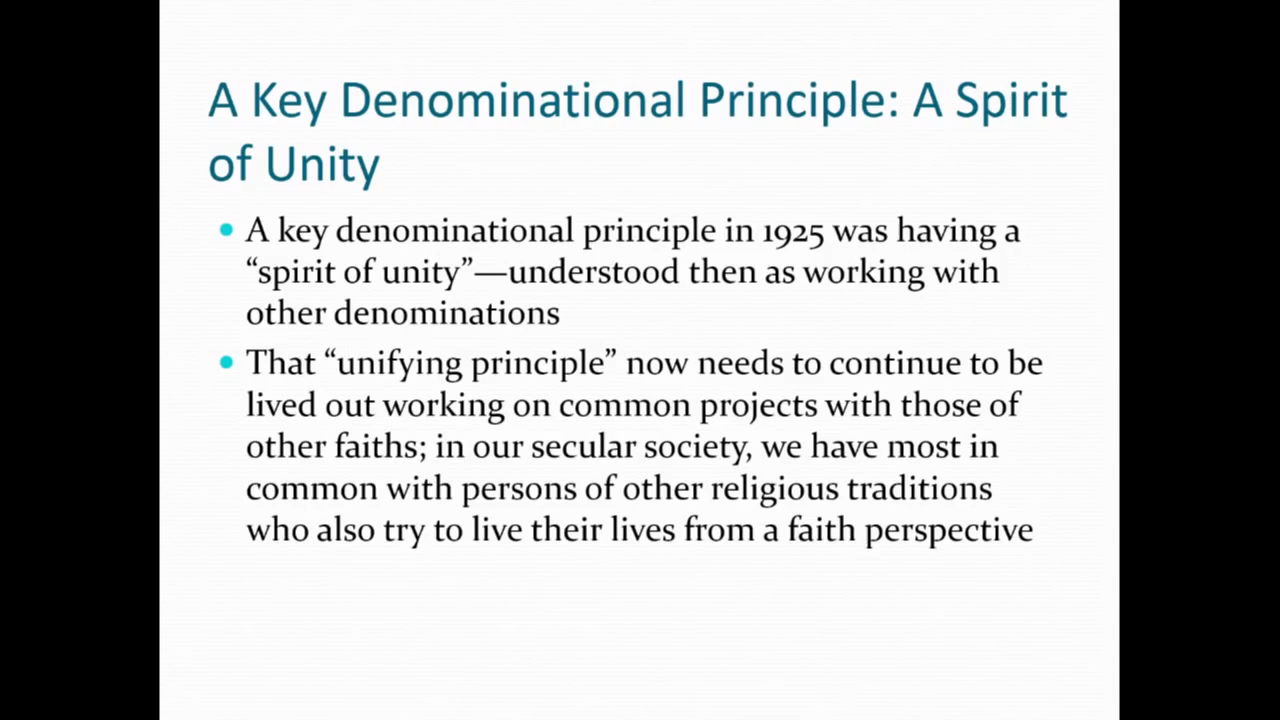 A Key Denominational Principle: A Spirit
of Unity
• A key denominational principle in 1925 was having a
“spirit of unity”—understood then as working with
other denominations
• That “unifying principle” now needs to continue to be
lived out working on common projects with those of
other faiths; in our secular society, we have most in
common with persons of other religious traditions
who also try to live their lives from a faith perspective